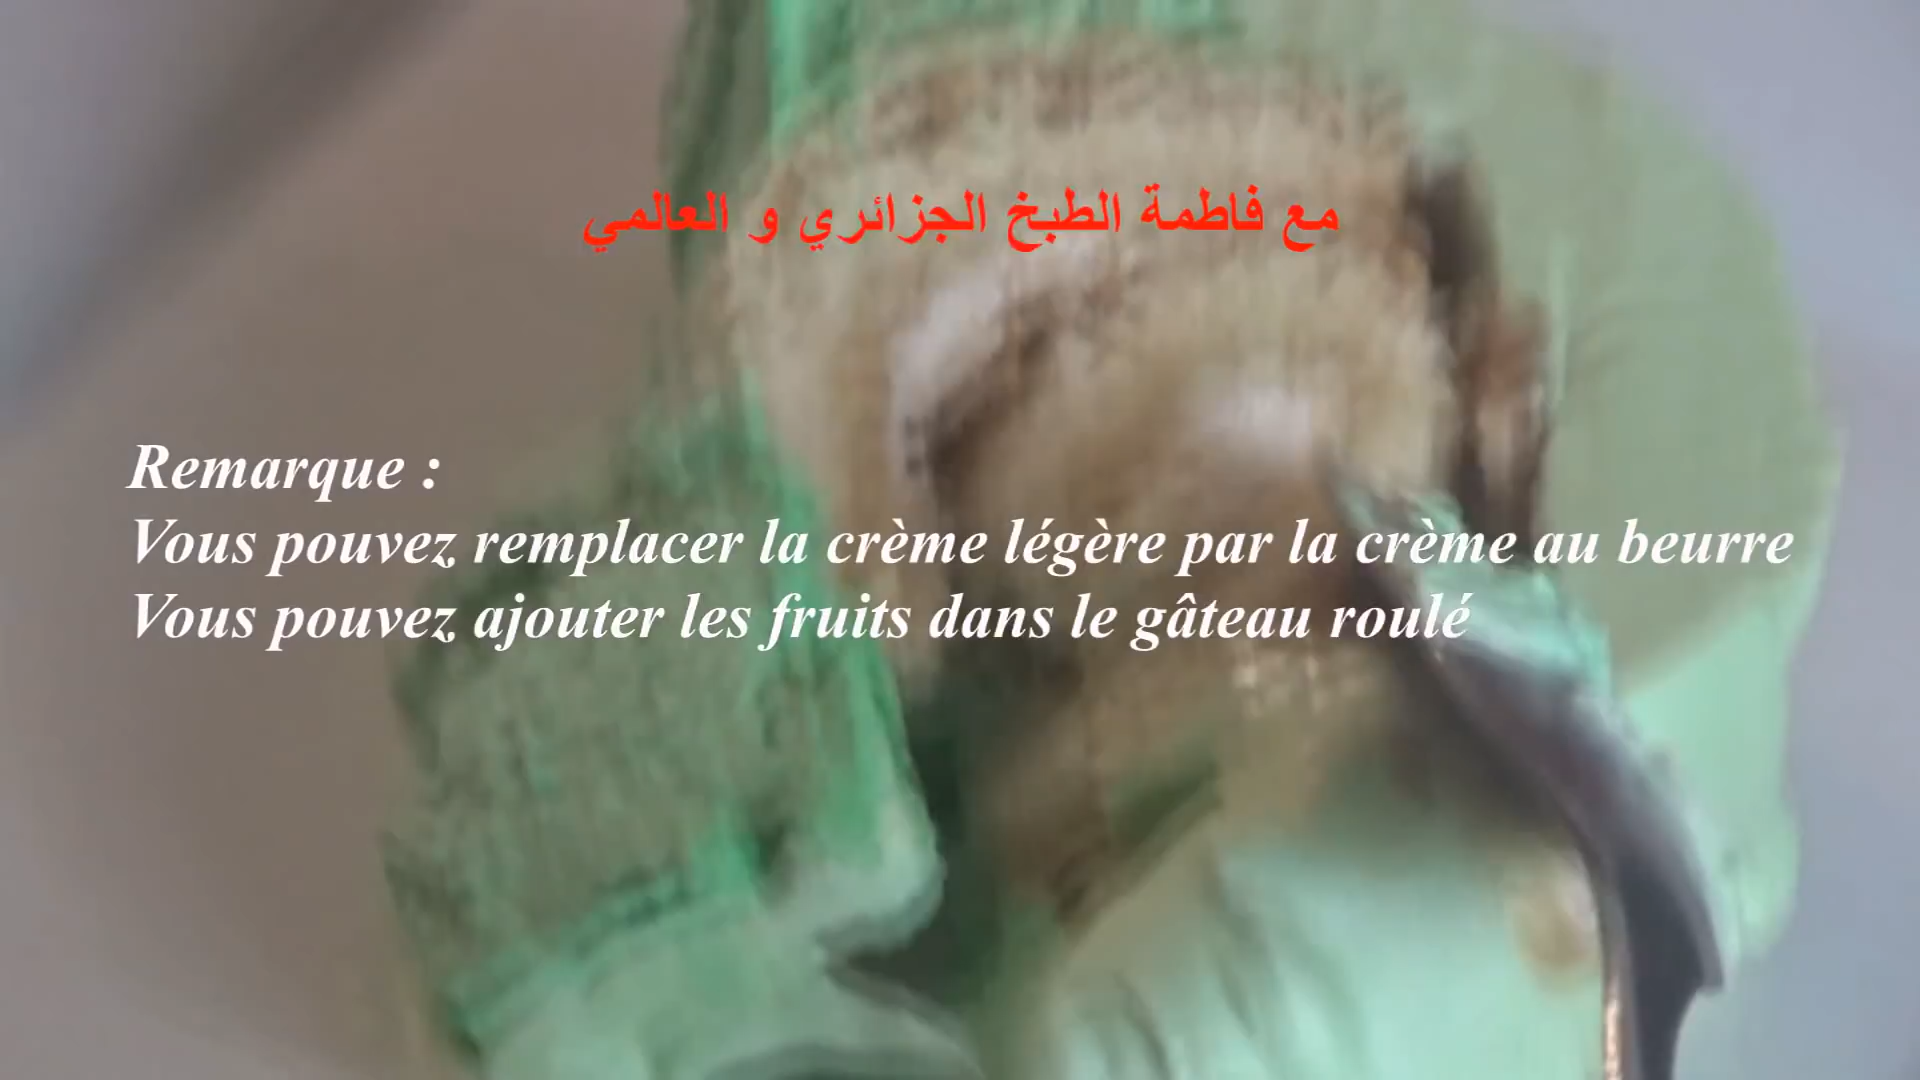 مع فاطمة الطبخ الجزائري و العالمي
Remarque :
Vous pouvez remplacer la crème légère par la crème au beurre
Vous pouvez ajouter les fruits dans le gâteau roulé